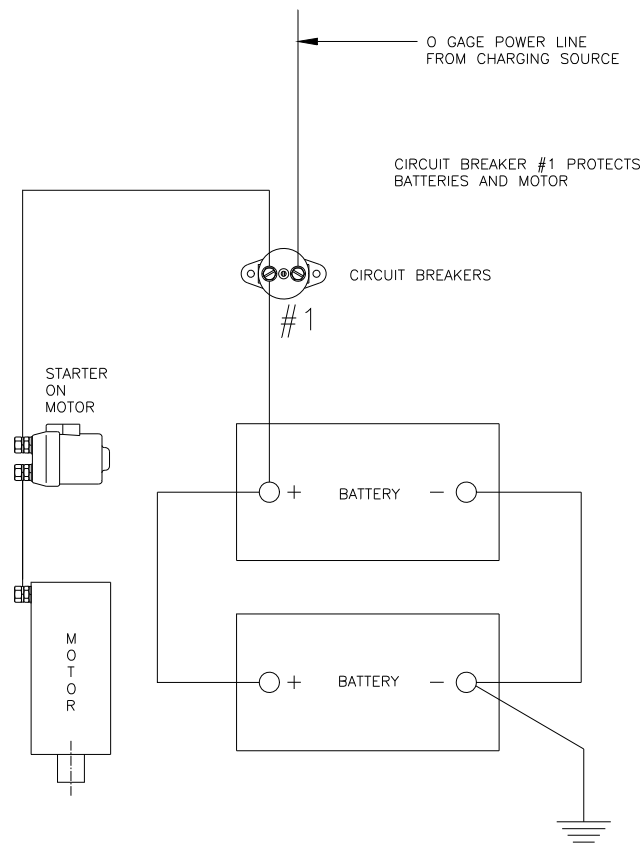 O GAGE POWER LINE
FROM CHARGING SOURCE
CIRCUIT BREAKER #1 PROTECTS
BATTERIES AND MOTOR
CIRCUIT BREAKERS
#1
STARTER
ON
MOTOR
+ BATTERY –
+ BATTERY –
MOTOR